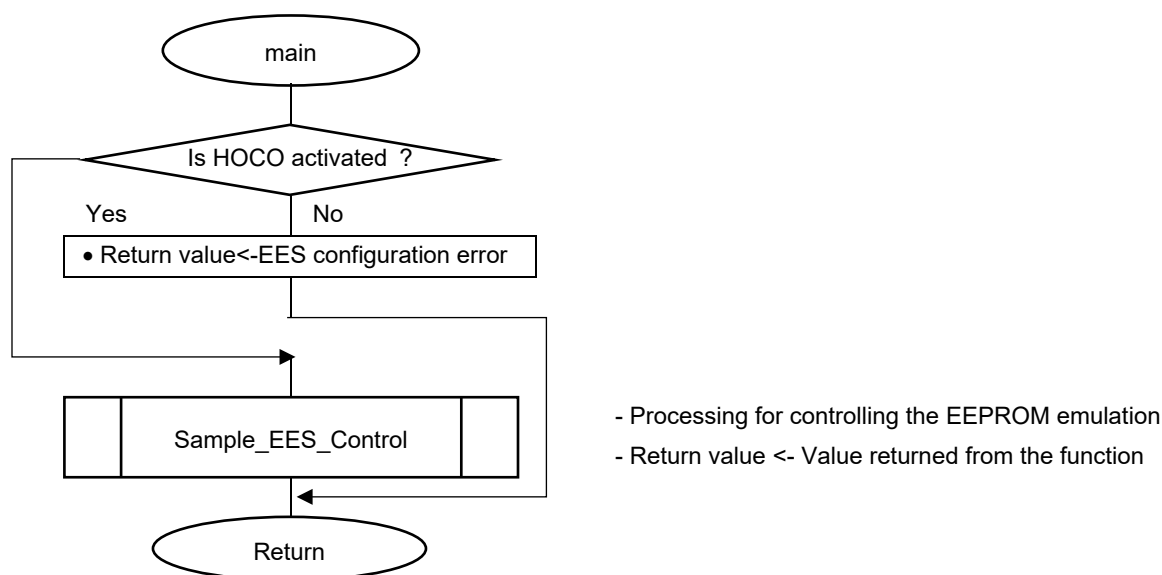 main
Is HOCO activated ?
Yes
No
• Return value<-EES configuration error
Sample_EES_Control
- Processing for controlling the EEPROM emulation
- Return value <- Value returned from the function
Return